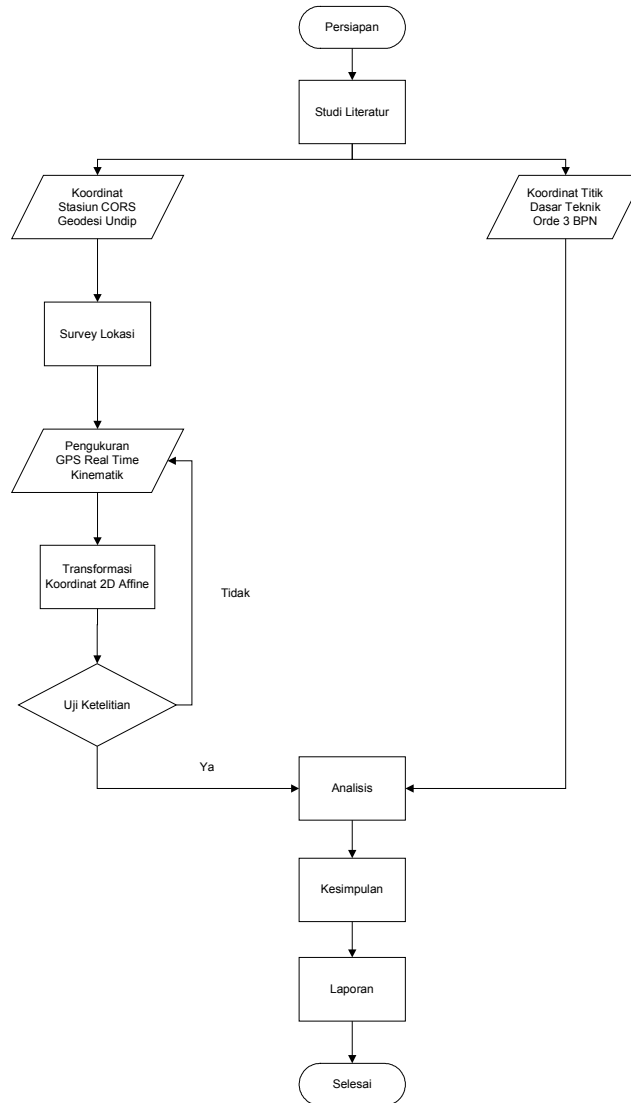 Persiapan
Studi Literatur
Koordinat
Stasiun CORS
Geodesi Undip
Koordinat Titik
Dasar Teknik
Orde 3 BPN
Survey Lokasi
Pengukuran
GPS Real Time
Kinematik
Transformasi
Koordinat 2D Affine
Tidak
Uji Ketelitian
Ya
Analisis
Kesimpulan
Laporan
Selesai